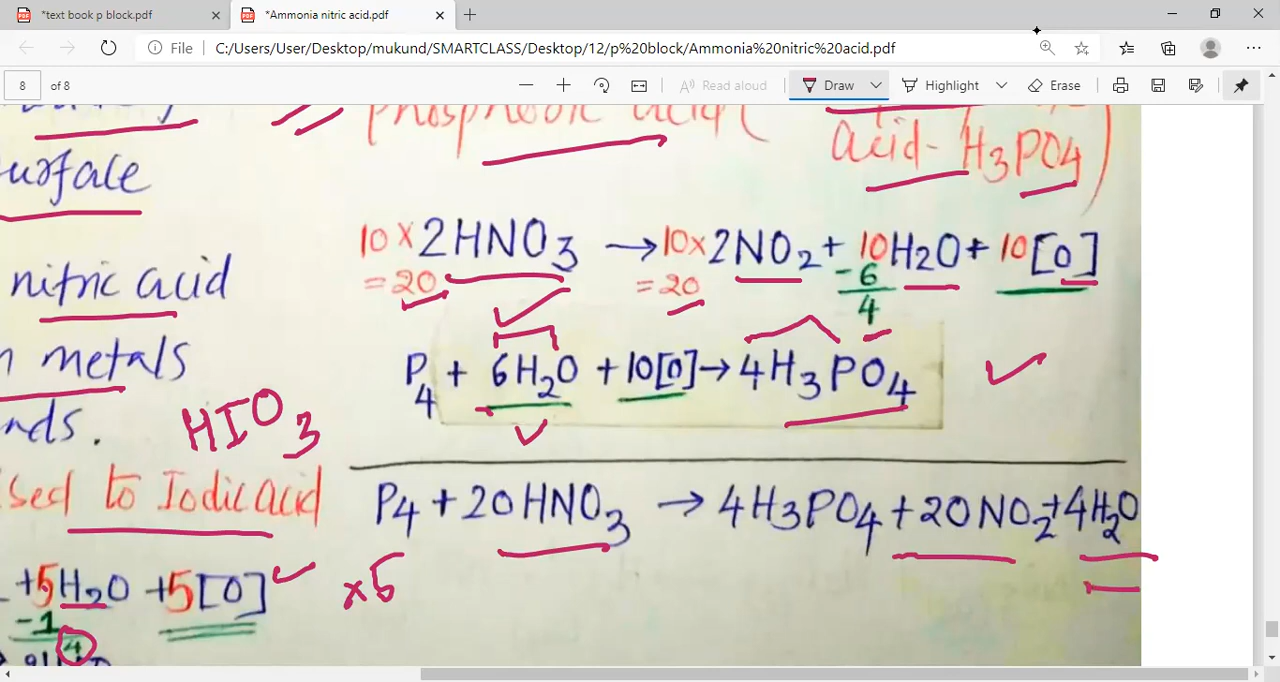 *text book p block.pdf
*Ammonia nitric acid.pdf
File
C:/Users/User/Desktop/mukund/SMARTCLASS/Desktop/12/p%20block/Ammonia%20nitric%20acid.pdf
8 of 8
Read aloud
Draw
Highlight
Erase
phosphoric acid
acid- H3PO4)
urface
10×2HNO3 → 10×2NO2 + 10H2O + 10[O]
=20 =20 -6
4
nitric acid
P4 + 6H2O + 10[O] → 4H3PO4
n metals
nds.
HIO3
sed to Iodic acid
P4 + 20HNO3 → 4H3PO4 + 20NO2 + 4H2O
+5H2O + 5[O]
×5
-1
4